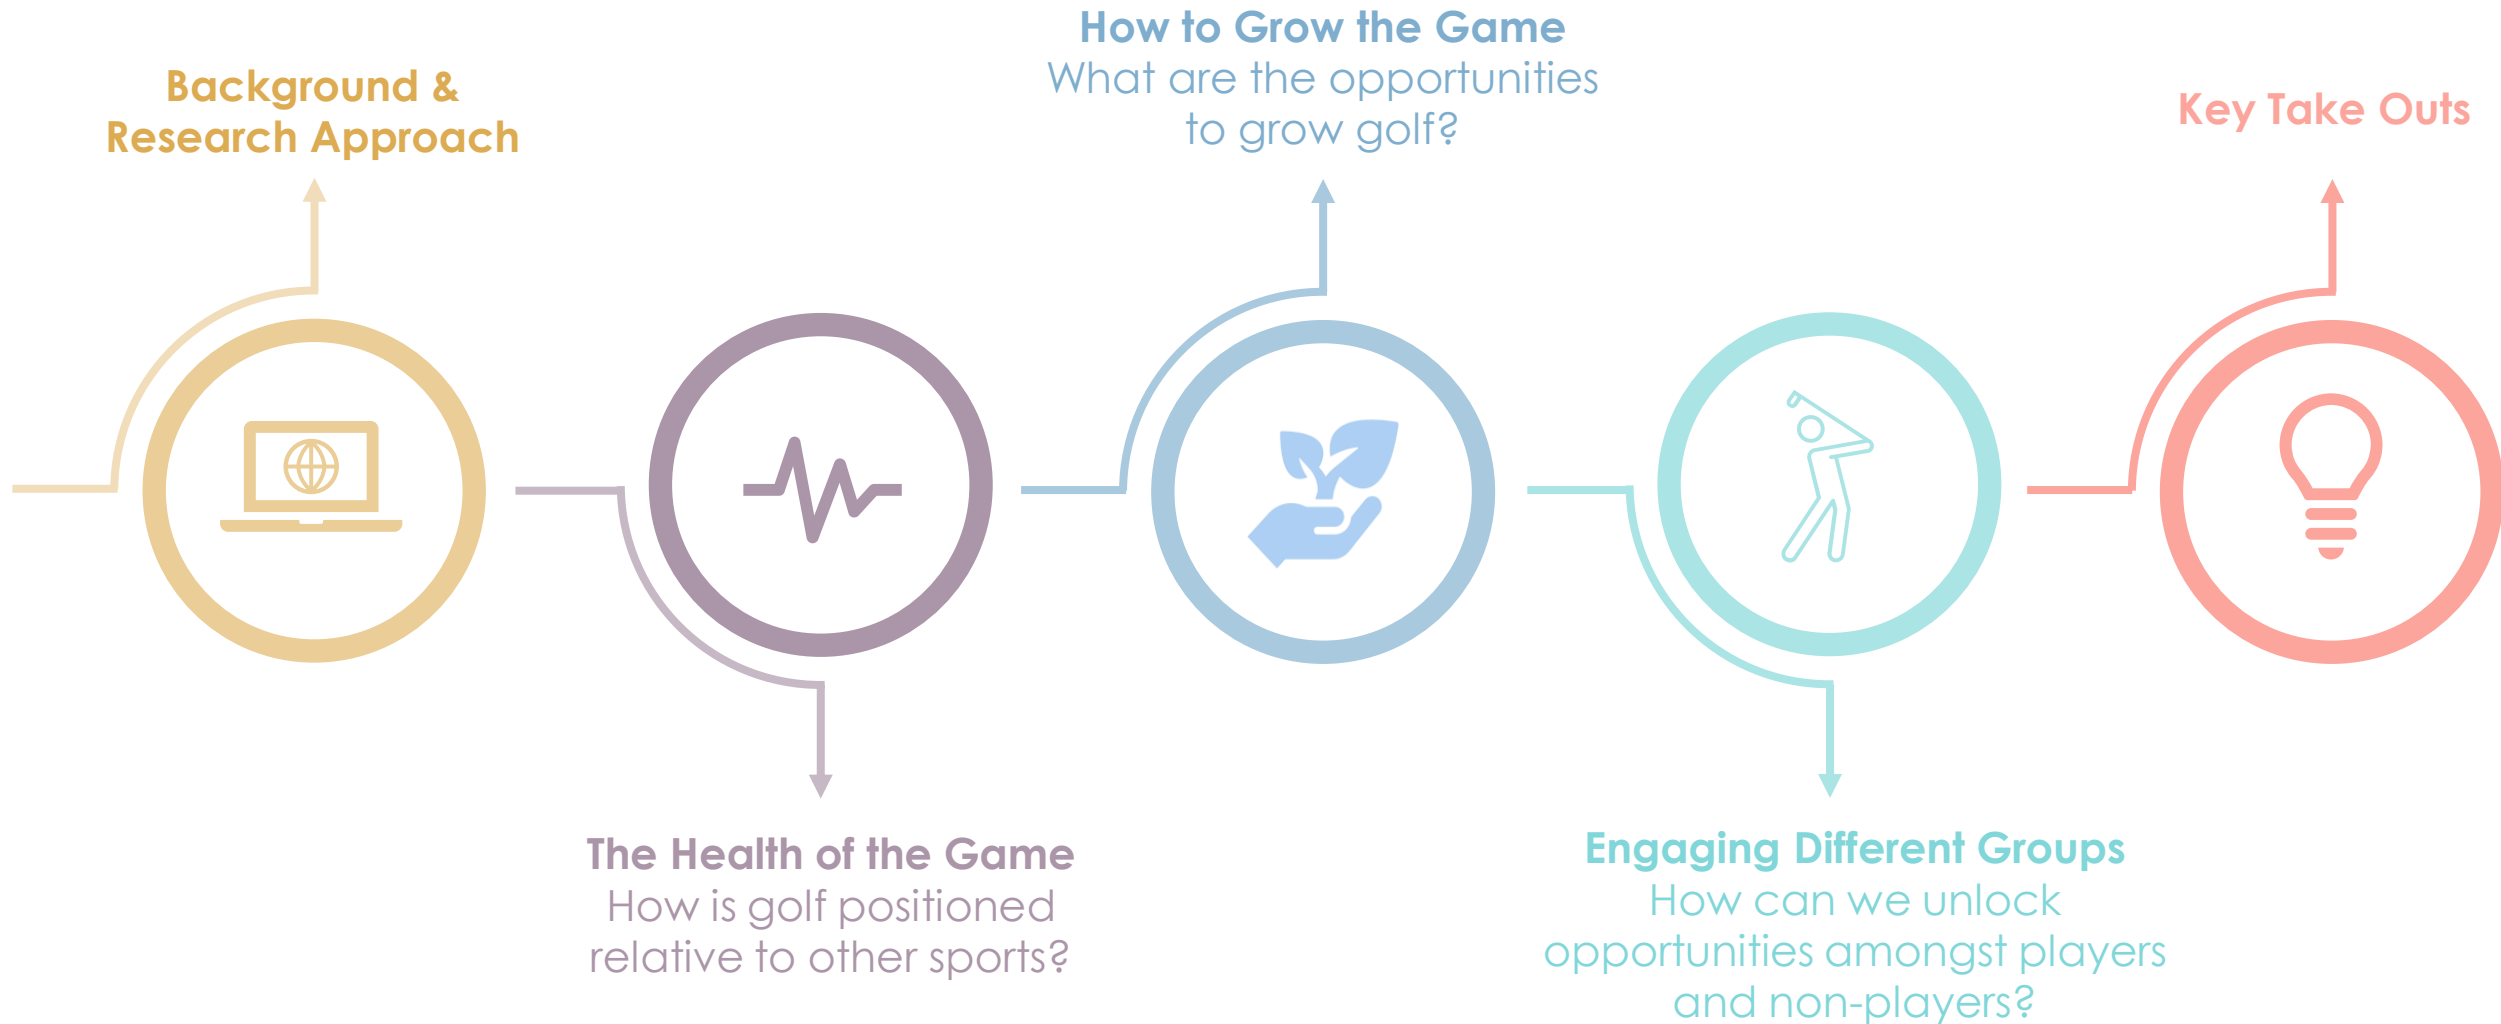 Background &
Research Approach
The Health of the Game
How is golf positioned
relative to other sports?
How to Grow the Game
What are the opportunities
to grow golf?
Engaging Different Groups
How can we unlock
opportunities amongst players
and non-players?
Key Take Outs